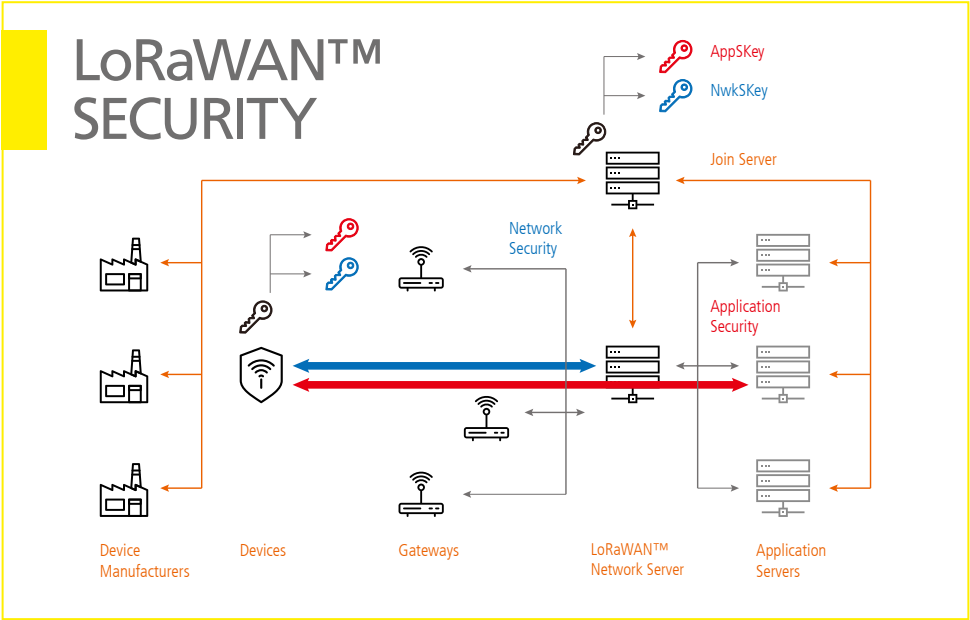 LoRaWAN™
SECURITY
AppSKey
NwkSKey
Join Server
Network
Security
Application
Security
Device
Manufacturers
Devices
Gateways
LoRaWAN™
Network Server
Application
Servers